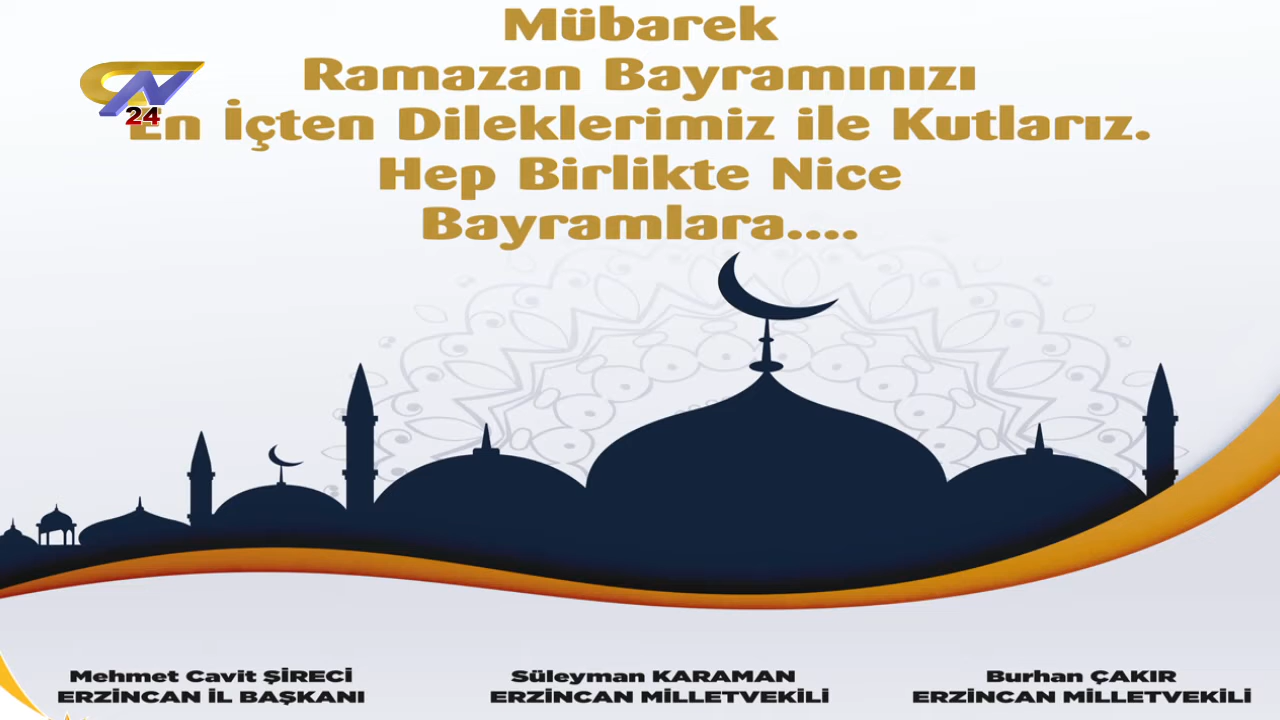 Mübarek
Ramazan Bayramınızı
En İçten Dileklerimiz ile Kutlarız.
Hep Birlikte Nice
Bayramlara....
CN
24
Mehmet Cavit ŞİRECİ
ERZİNCAN İL BAŞKANI
Süleyman KARAMAN
ERZİNCAN MİLLETVEKİLİ
Burhan ÇAKIR
ERZİNCAN MİLLETVEKİLİ